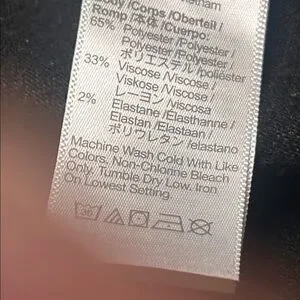 Body/Corps/Oberteil/
Romp/本体/Cuerpo:
65% Polyester/Polyester/
Polyester/Polyester/
ポリエステル/poliéster
33% Viscose/Viscose/
Viskose/Viscose/
レーヨン/viscosa
2% Elastane/Elasthanne/
Elastan/Elastaan/
ポリウレタン/elastano
Machine Wash Cold With Like
Colors, Non-Chlorine Bleach
Only, Tumble Dry Low. Iron
On Lowest Setting.
30